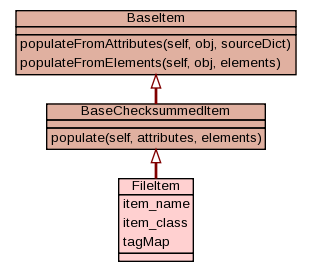 BaseItem
populateFromAttributes(self, obj, sourceDict)
populateFromElements(self, obj, elements)
BaseChecksummedItem
populate(self, attributes, elements)
FileItem
item_name
item_class
tagMap